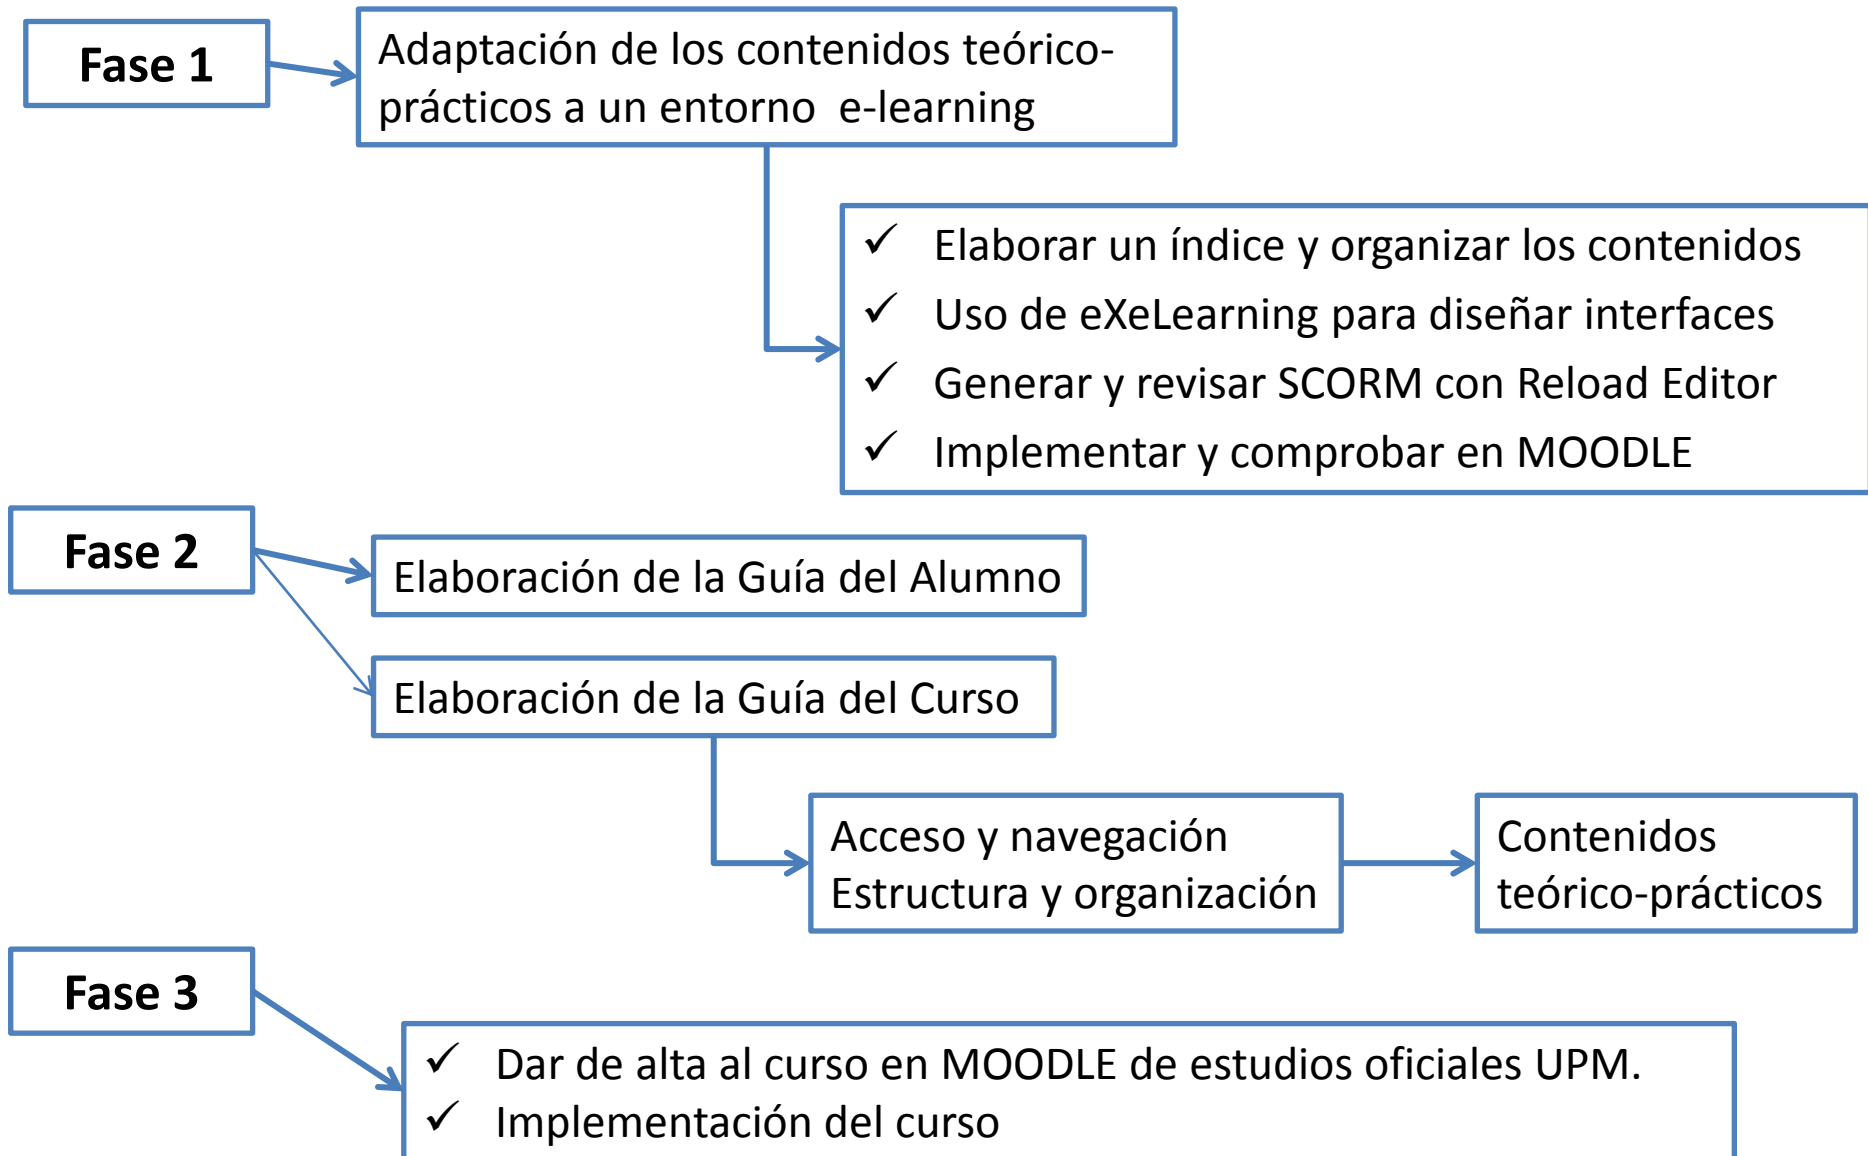 Fase 1
Adaptación de los contenidos teórico-
prácticos a un entorno e-learning
✓ Elaborar un índice y organizar los contenidos
✓ Uso de eXeLearning para diseñar interfaces
✓ Generar y revisar SCORM con Reload Editor
✓ Implementar y comprobar en MOODLE
Fase 2
Elaboración de la Guía del Alumno
Elaboración de la Guía del Curso
Acceso y navegación
Estructura y organización
Contenidos
teórico-prácticos
Fase 3
✓ Dar de alta al curso en MOODLE de estudios oficiales UPM.
✓ Implementación del curso